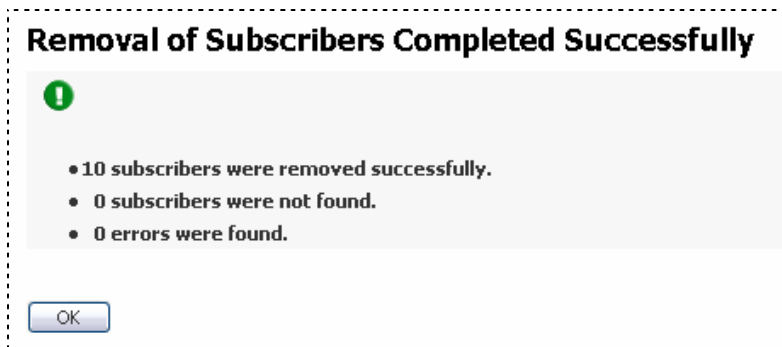 Removal of Subscribers Completed Successfully
•10 subscribers were removed successfully.
• 0 subscribers were not found.
• 0 errors were found.
OK